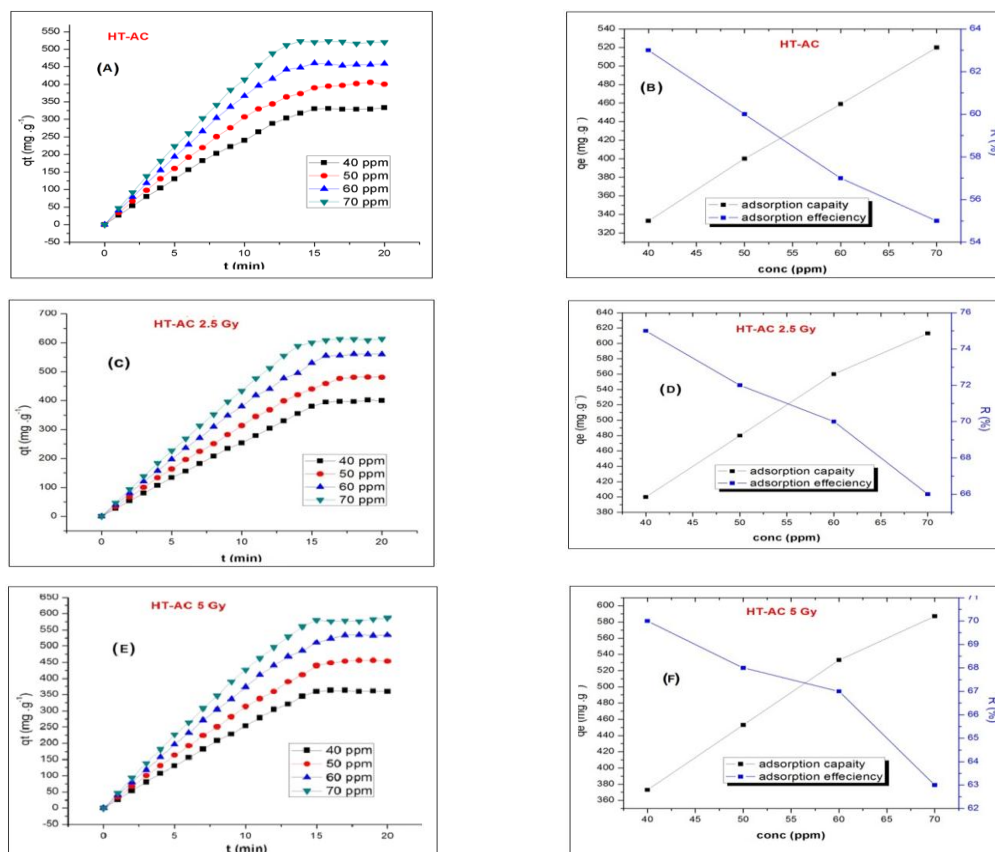 HT-AC
(A)
550
500
450
400
350
300
250
200
150
100
50
0
-50
qt (mg .g⁻¹)
40 ppm
50 ppm
60 ppm
70 ppm
0 5 10 15 20
t (min)
HT-AC
(B)
540
520
500
480
460
440
420
400
380
360
340
320
qe (mg .g⁻)
adsorption capaity
adsorption effeciency
64
63
61
60
58
57
55
54
R (%)
40 45 50 55 60 65 70
conc (ppm)
HT-AC 2.5 Gy
(C)
700
600
500
400
300
200
100
0
qt (mg .g⁻¹)
40 ppm
50 ppm
60 ppm
70 ppm
0 5 10 15 20
t (min)
HT-AC 2.5 Gy
(D)
640
620
600
580
560
540
520
500
480
460
440
420
400
380
qe (mg .g⁻)
adsorption capaity
adsorption effeciency
76
74
72
70
68
66
R (%)
40 45 50 55 60 65 70
conc (ppm)
HT-AC 5 Gy
(E)
650
600
550
500
450
400
350
300
250
200
150
100
50
0
-50
qt (mg .g⁻¹)
40 ppm
50 ppm
60 ppm
70 ppm
0 5 10 15 20
t (min)
HT-AC 5 Gy
(F)
600
580
560
540
520
500
480
460
440
420
400
380
360
qe (mg .g⁻)
adsorption capaity
adsorption effeciency
71
70
69
68
67
66
65
64
63
62
R (%)
40 45 50 55 60 65 70
conc (ppm)